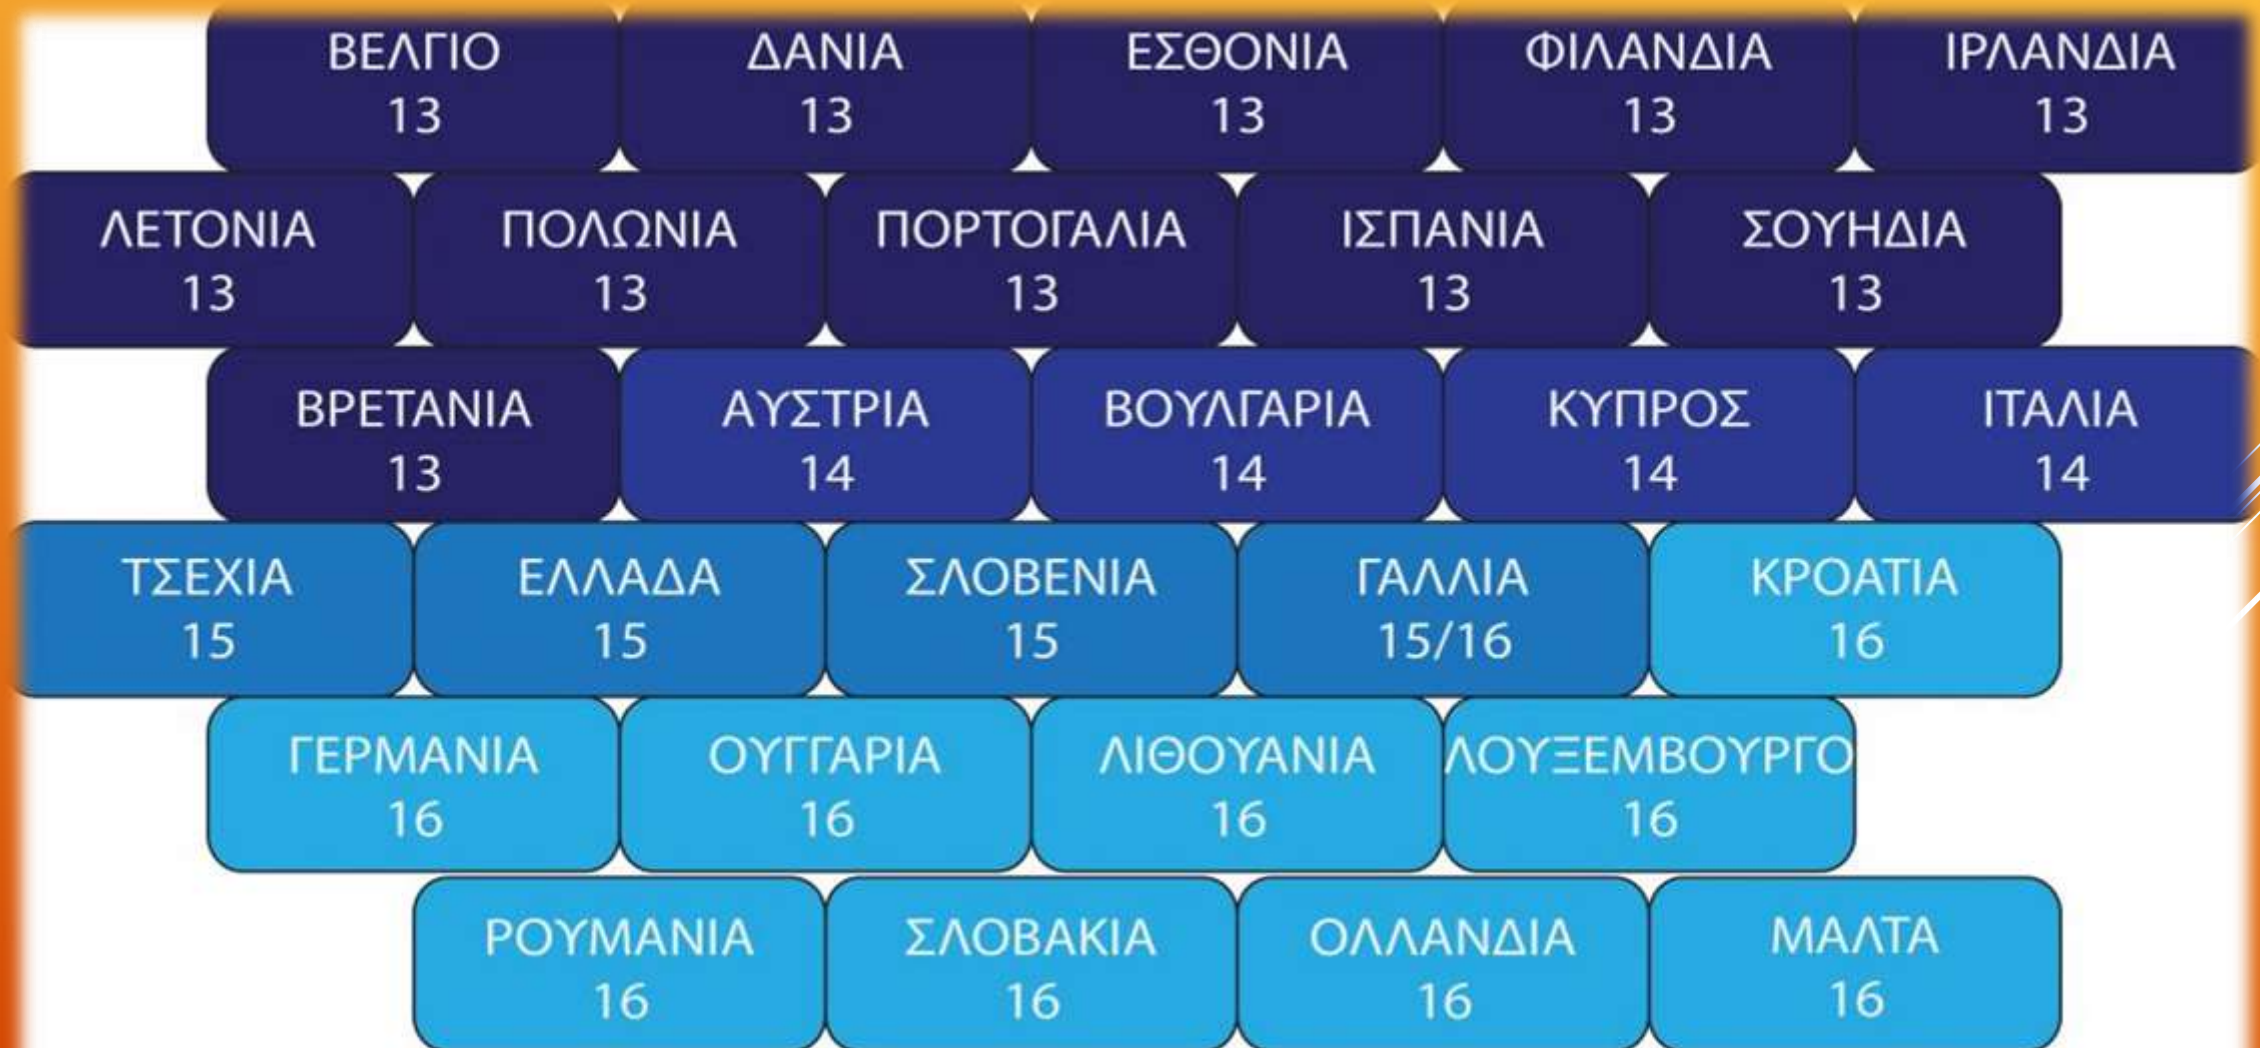 ΒΕΛΓΙΟ ΔΑΝΙΑ ΕΣΘΟΝΙΑ ΦΙΛΑΝΔΙΑ ΙΡΛΑΝΔΙΑ
13 13 13 13 13
ΛΕΤΟΝΙΑ ΠΟΛΩΝΙΑ ΠΟΡΤΟΓΑΛΙΑ ΙΣΠΑΝΙΑ ΣΟΥΗΔΙΑ
13 13 13 13 13
ΒΡΕΤΑΝΙΑ ΑΥΣΤΡΙΑ ΒΟΥΛΓΑΡΙΑ ΚΥΠΡΟΣ ΙΤΑΛΙΑ
13 14 14 14 14
ΤΣΕΧΙΑ ΕΛΛΑΔΑ ΣΛΟΒΕΝΙΑ ΓΑΛΛΙΑ ΚΡΟΑΤΙΑ
15 15 15 15/16 16
ΓΕΡΜΑΝΙΑ ΟΥΓΓΑΡΙΑ ΛΙΘΟΥΑΝΙΑ ΛΟΥΞΕΜΒΟΥΡΓΟ
16 16 16 16
ΡΟΥΜΑΝΙΑ ΣΛΟΒΑΚΙΑ ΟΛΛΑΝΔΙΑ ΜΑΛΤΑ
16 16 16 16